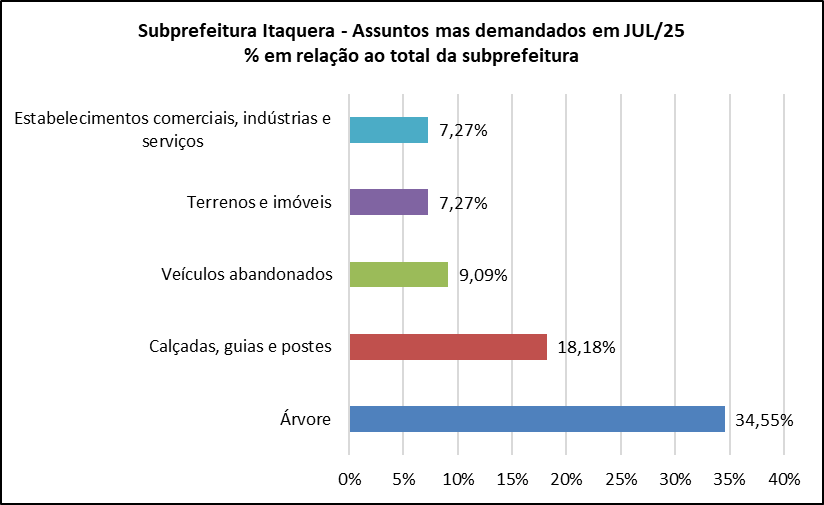 Subprefeitura Itaquera - Assuntos mas demandados em JUL/25
% em relação ao total da subprefeitura
Estabelecimentos comerciais, indústrias e
serviços
7,27%
Terrenos e imóveis
7,27%
Veículos abandonados
9,09%
Calçadas, guias e postes
18,18%
Árvore
34,55%
0% 5% 10% 15% 20% 25% 30% 35% 40%